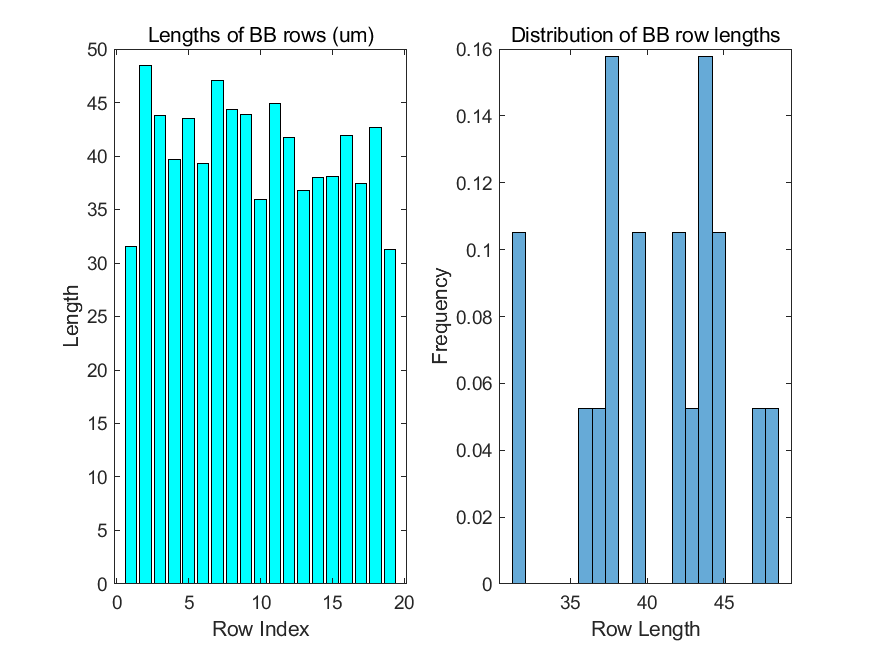 Lengths of BB rows (um)
50
45
40
35
30
25
20
15
10
5
0
Length
0 5 10 15 20
Row Index
Distribution of BB row lengths
0.16
0.14
0.12
0.1
0.08
0.06
0.04
0.02
0
Frequency
35 40 45
Row Length